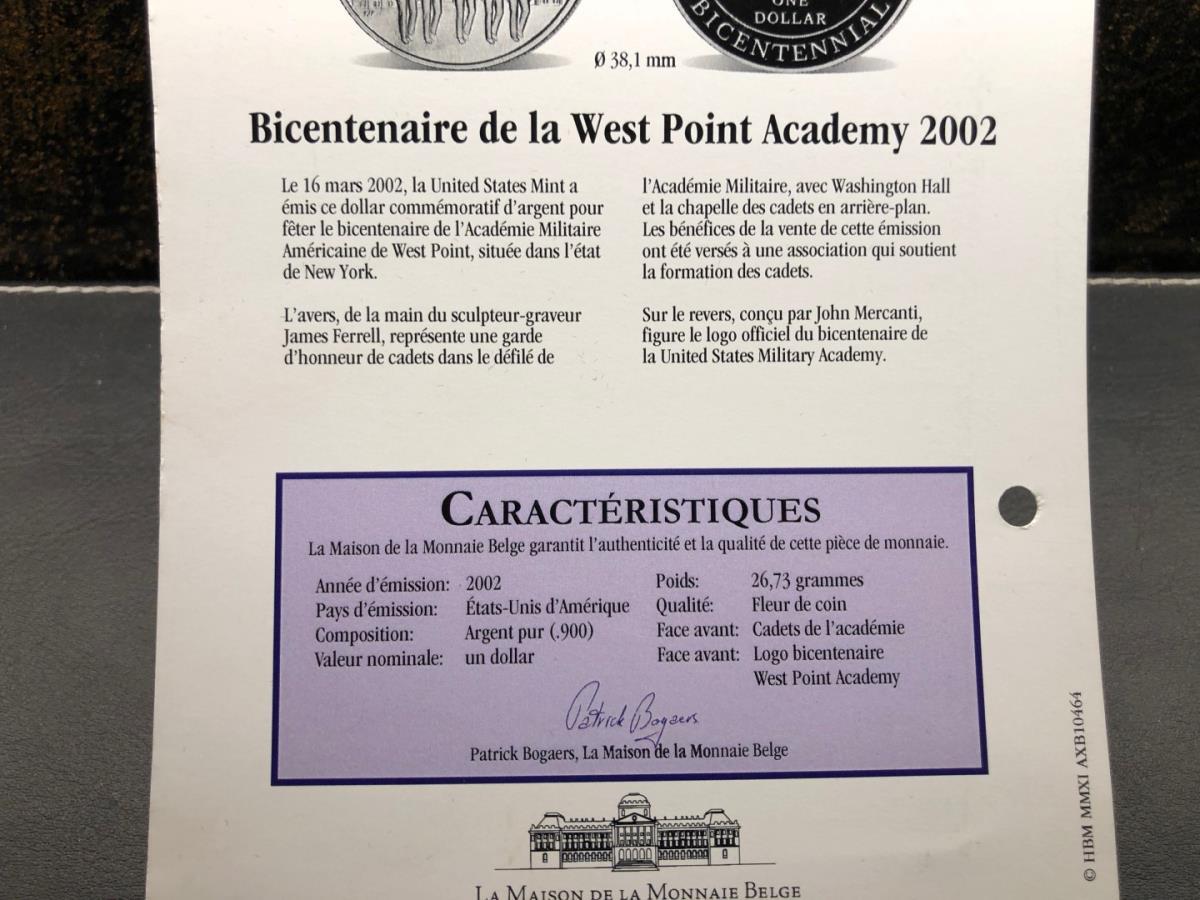 ONE
DOLLAR
BICENTENNIAL
Ø 38,1 mm
Bicentenaire de la West Point Academy 2002
Le 16 mars 2002, la United States Mint a
émis ce dollar commémoratif d'argent pour
fêter le bicentenaire de l'Académie Militaire
Américaine de West Point, située dans l'état
de New York.
L'avers, de la main du sculpteur-graveur
James Ferrell, représente une garde
d'honneur de cadets dans le défilé de
l'Académie Militaire, avec Washington Hall
et la chapelle des cadets en arrière-plan.
Les bénéfices de la vente de cette émission
ont été versés à une association qui soutient
la formation des cadets.
Sur le revers, conçu par John Mercanti,
figure le logo officiel du bicentenaire de
la United States Military Academy.
CARACTÉRISTIQUES
La Maison de la Monnaie Belge garantit l'authenticité et la qualité de cette pièce de monnaie.
Année d'émission: 2002
Pays d'émission: États-Unis d'Amérique
Composition: Argent pur (.900)
Valeur nominale: un dollar
Poids: 26,73 grammes
Qualité: Fleur de coin
Face avant: Cadets de l'académie
Face avant: Logo bicentenaire
West Point Academy
Patrick Bogaers
Patrick Bogaers, La Maison de la Monnaie Belge
LA MAISON DE LA MONNAIE BELGE
© HBM MMXI AXB10464